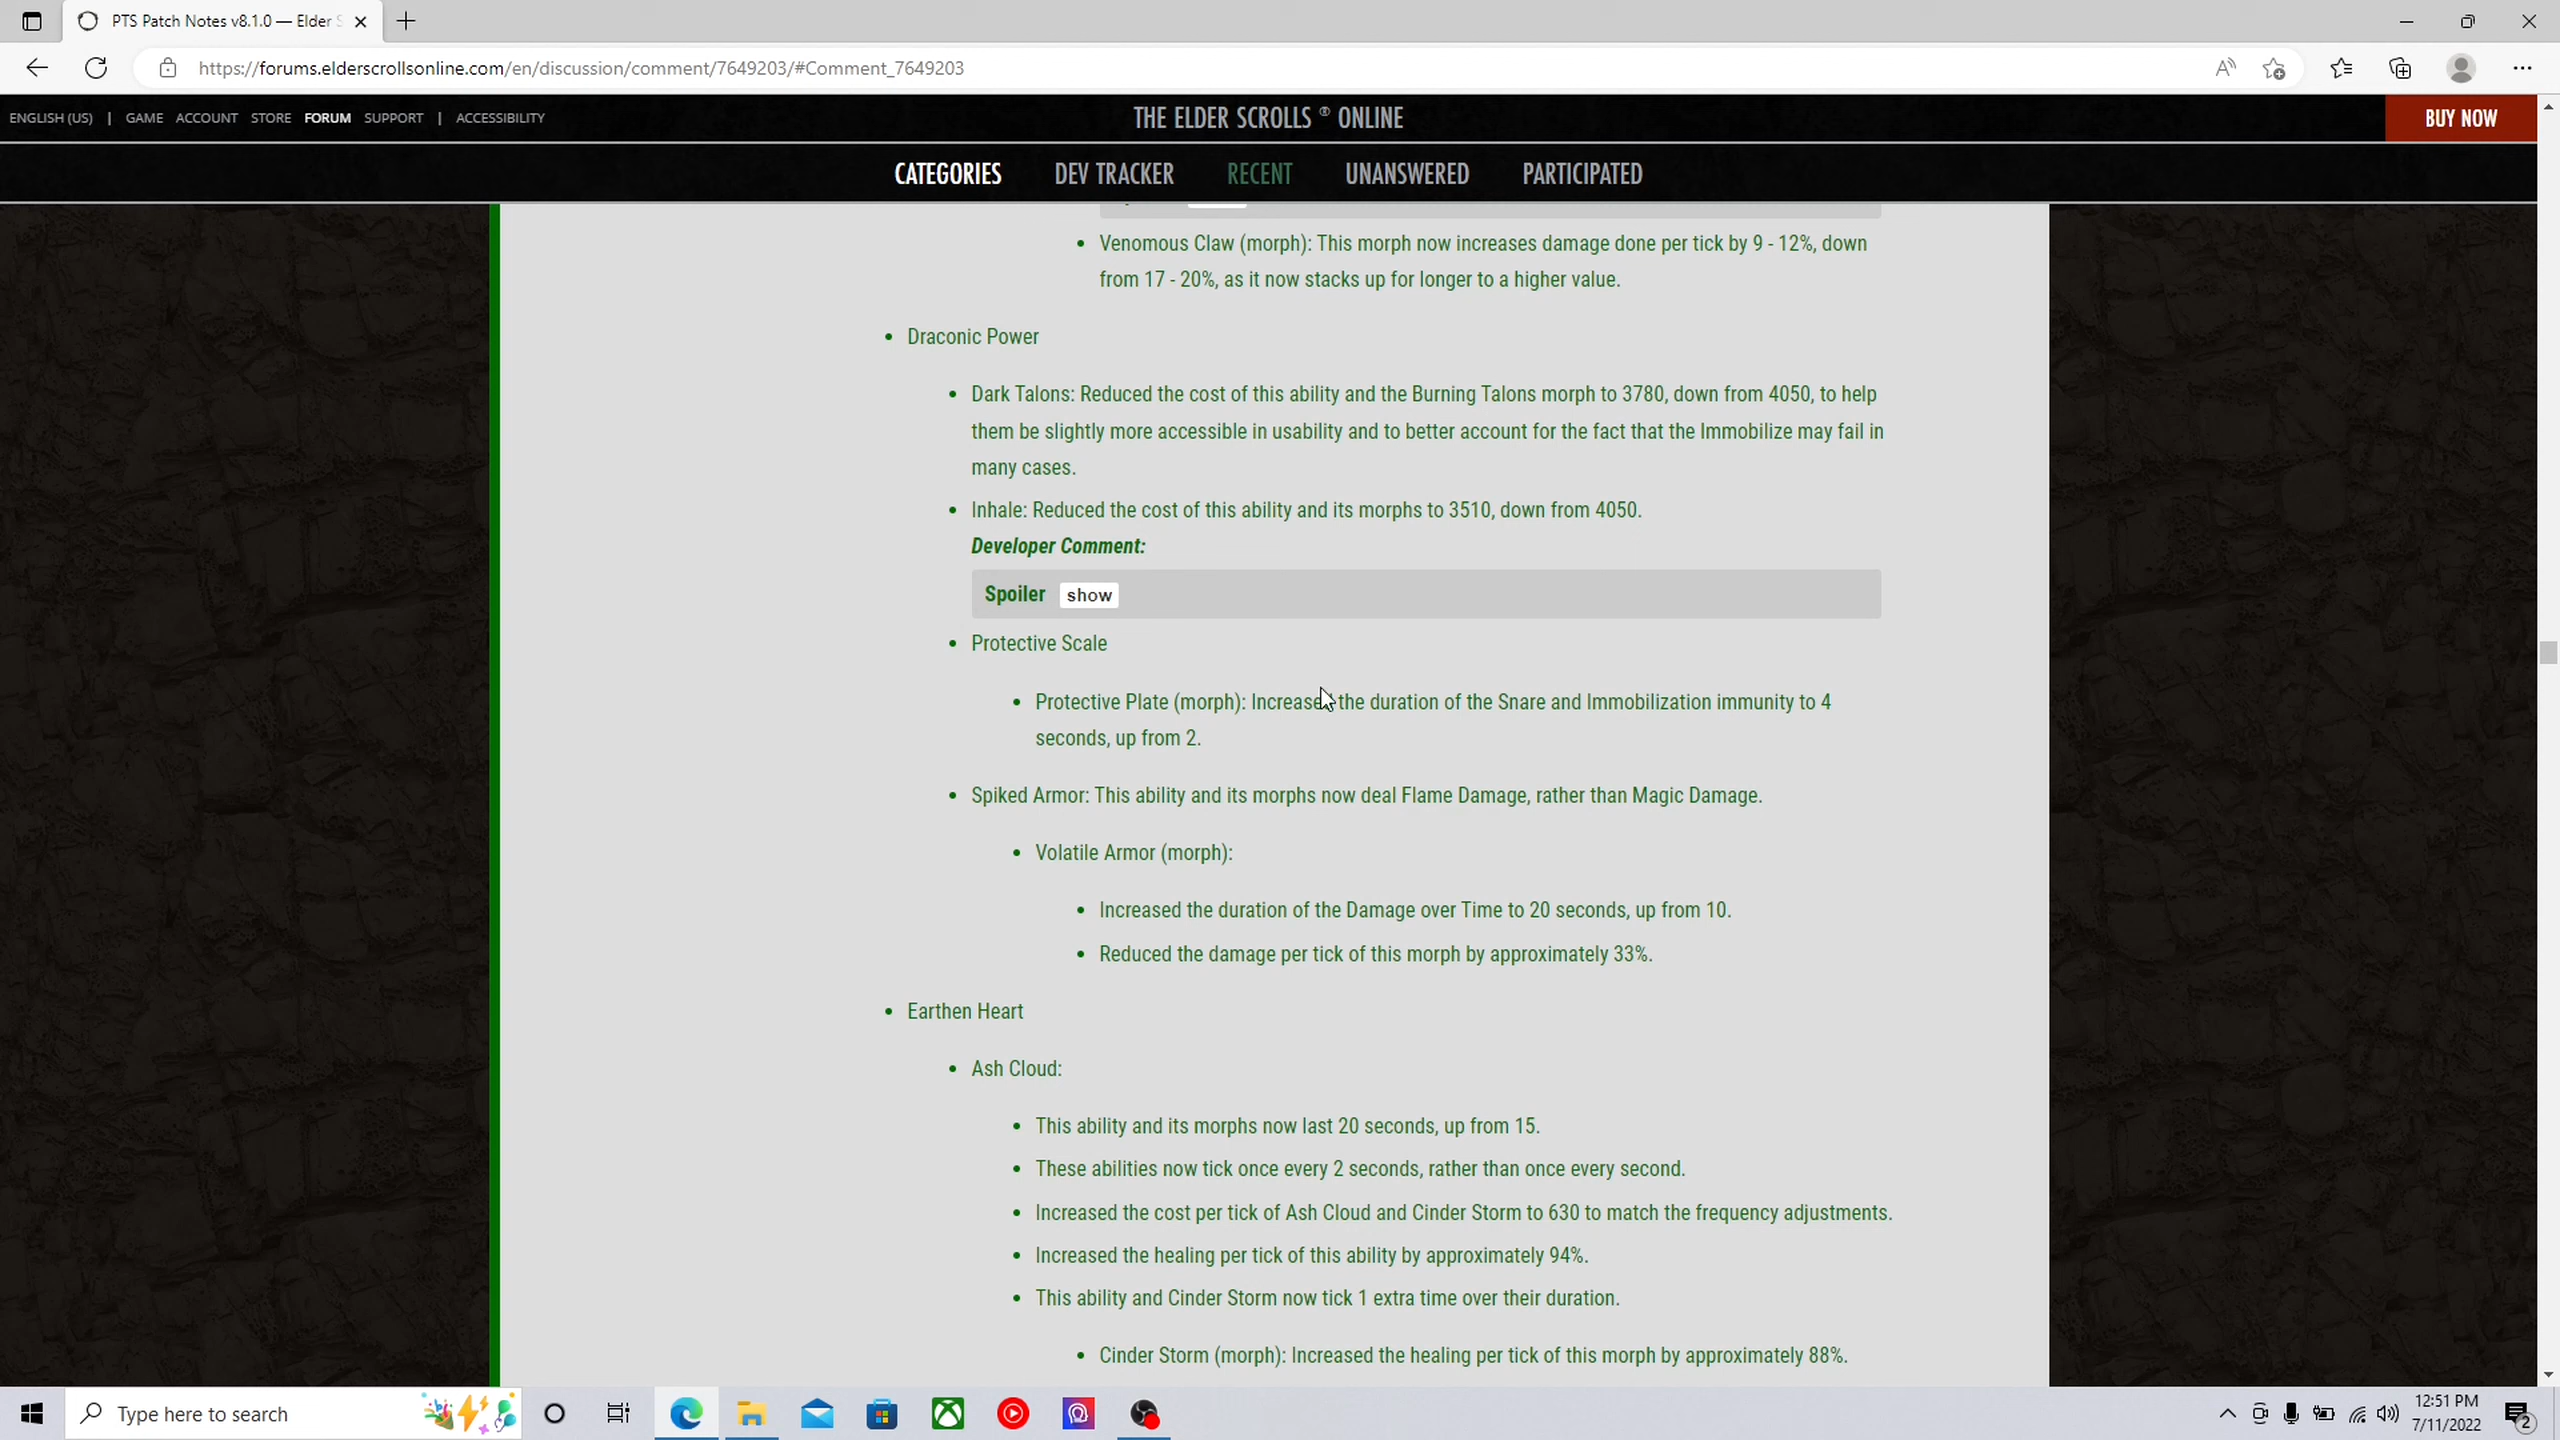 PTS Patch Notes v8.1.0 — Elder S
https://forums.elderscrollsonline.com/en/discussion/comment/7649203/#Comment_7649203
ENGLISH (US) | GAME ACCOUNT STORE FORUM SUPPORT | ACCESSIBILITY
THE ELDER SCROLLS ® ONLINE
BUY NOW
CATEGORIES DEV TRACKER RECENT UNANSWERED PARTICIPATED
Venomous Claw (morph): This morph now increases damage done per tick by 9 - 12%, down
from 17 - 20%, as it now stacks up for longer to a higher value.
Draconic Power
Dark Talons: Reduced the cost of this ability and the Burning Talons morph to 3780, down from 4050, to help
them be slightly more accessible in usability and to better account for the fact that the Immobilize may fail in
many cases.
Inhale: Reduced the cost of this ability and its morphs to 3510, down from 4050.
Developer Comment:
Spoiler show
Protective Scale
Protective Plate (morph): Increased the duration of the Snare and Immobilization immunity to 4
seconds, up from 2.
Spiked Armor: This ability and its morphs now deal Flame Damage, rather than Magic Damage.
Volatile Armor (morph):
Increased the duration of the Damage over Time to 20 seconds, up from 10.
Reduced the damage per tick of this morph by approximately 33%.
Earthen Heart
Ash Cloud:
This ability and its morphs now last 20 seconds, up from 15.
These abilities now tick once every 2 seconds, rather than once every second.
Increased the cost per tick of Ash Cloud and Cinder Storm to 630 to match the frequency adjustments.
Increased the healing per tick of this ability by approximately 94%.
This ability and Cinder Storm now tick 1 extra time over their duration.
Cinder Storm (morph): Increased the healing per tick of this morph by approximately 88%.
Type here to search
12:51 PM
7/11/2022
2